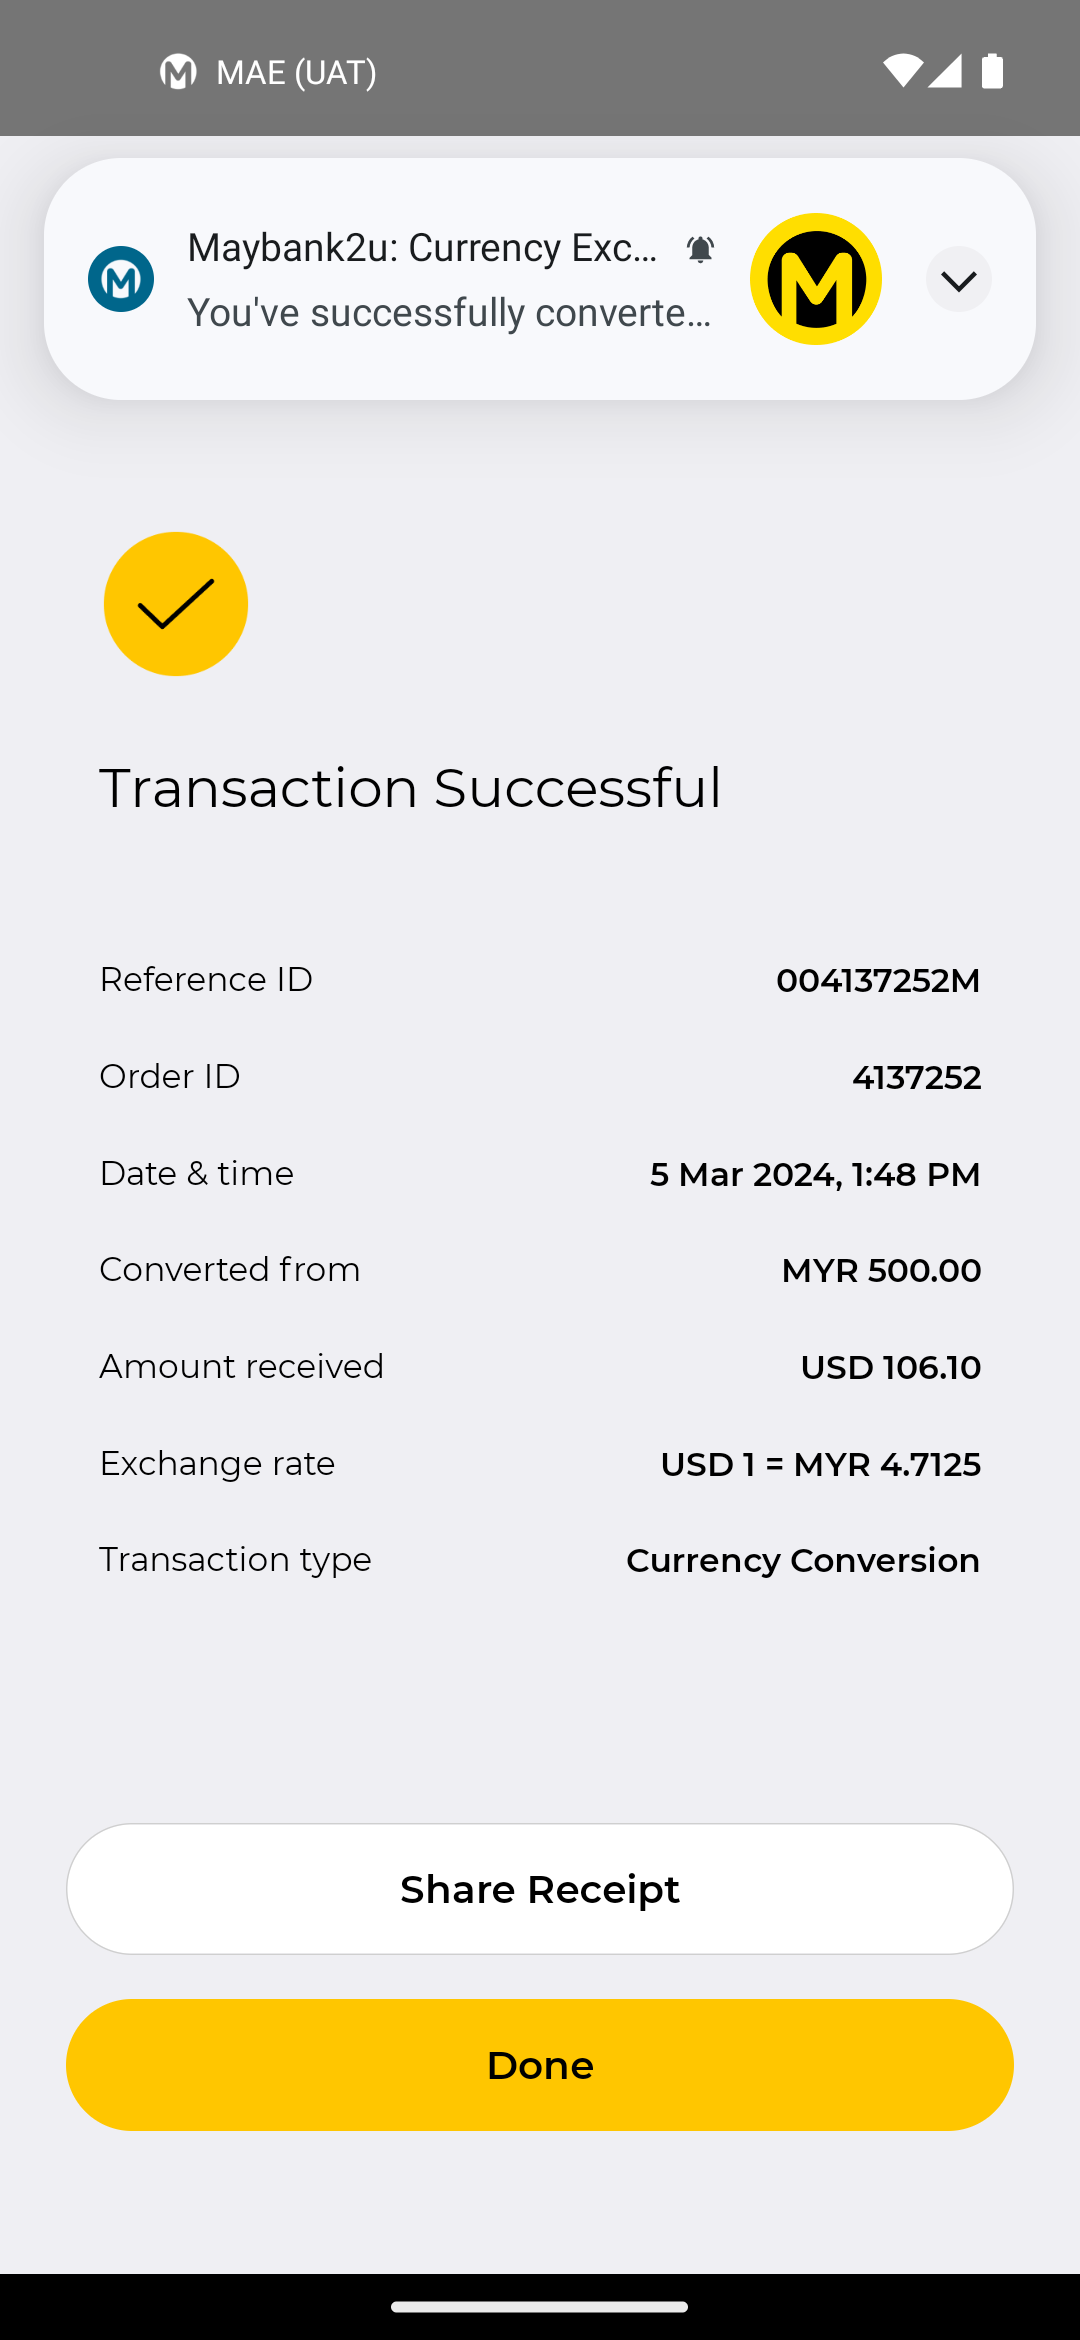 MAE (UAT)
Maybank2u: Currency Exc...
You've successfully converte...
Transaction Successful
Reference ID 004137252M
Order ID 4137252
Date & time 5 Mar 2024, 1:48 PM
Converted from MYR 500.00
Amount received USD 106.10
Exchange rate USD 1 = MYR 4.7125
Transaction type Currency Conversion
Share Receipt
Done